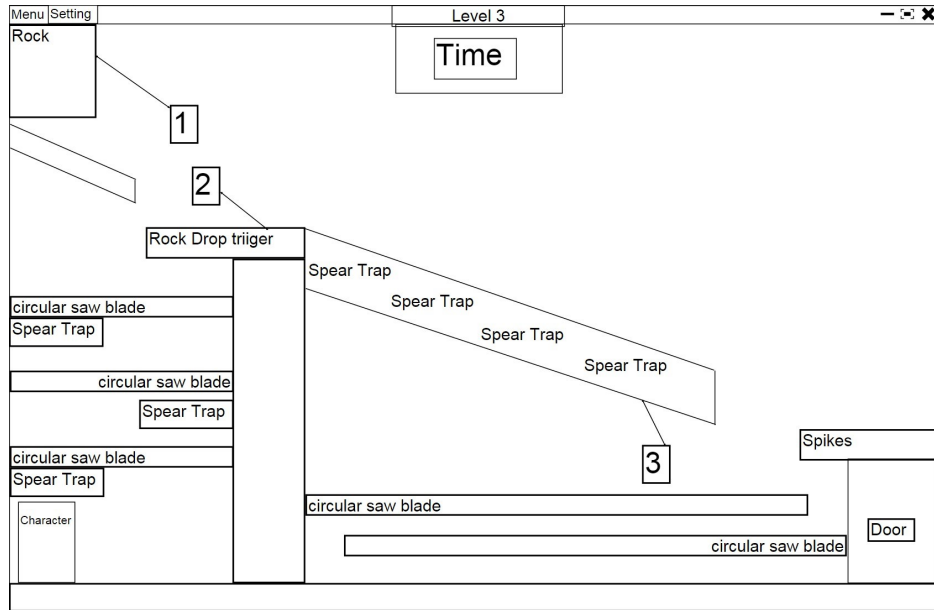 Menu Setting
Level 3
Rock
Time
1
2
Rock Drop triiger
Spear Trap
Spear Trap
Spear Trap
Spear Trap
circular saw blade
Spear Trap
circular saw blade
Spear Trap
circular saw blade
Spear Trap
3
Spikes
circular saw blade
Character
Door
circular saw blade